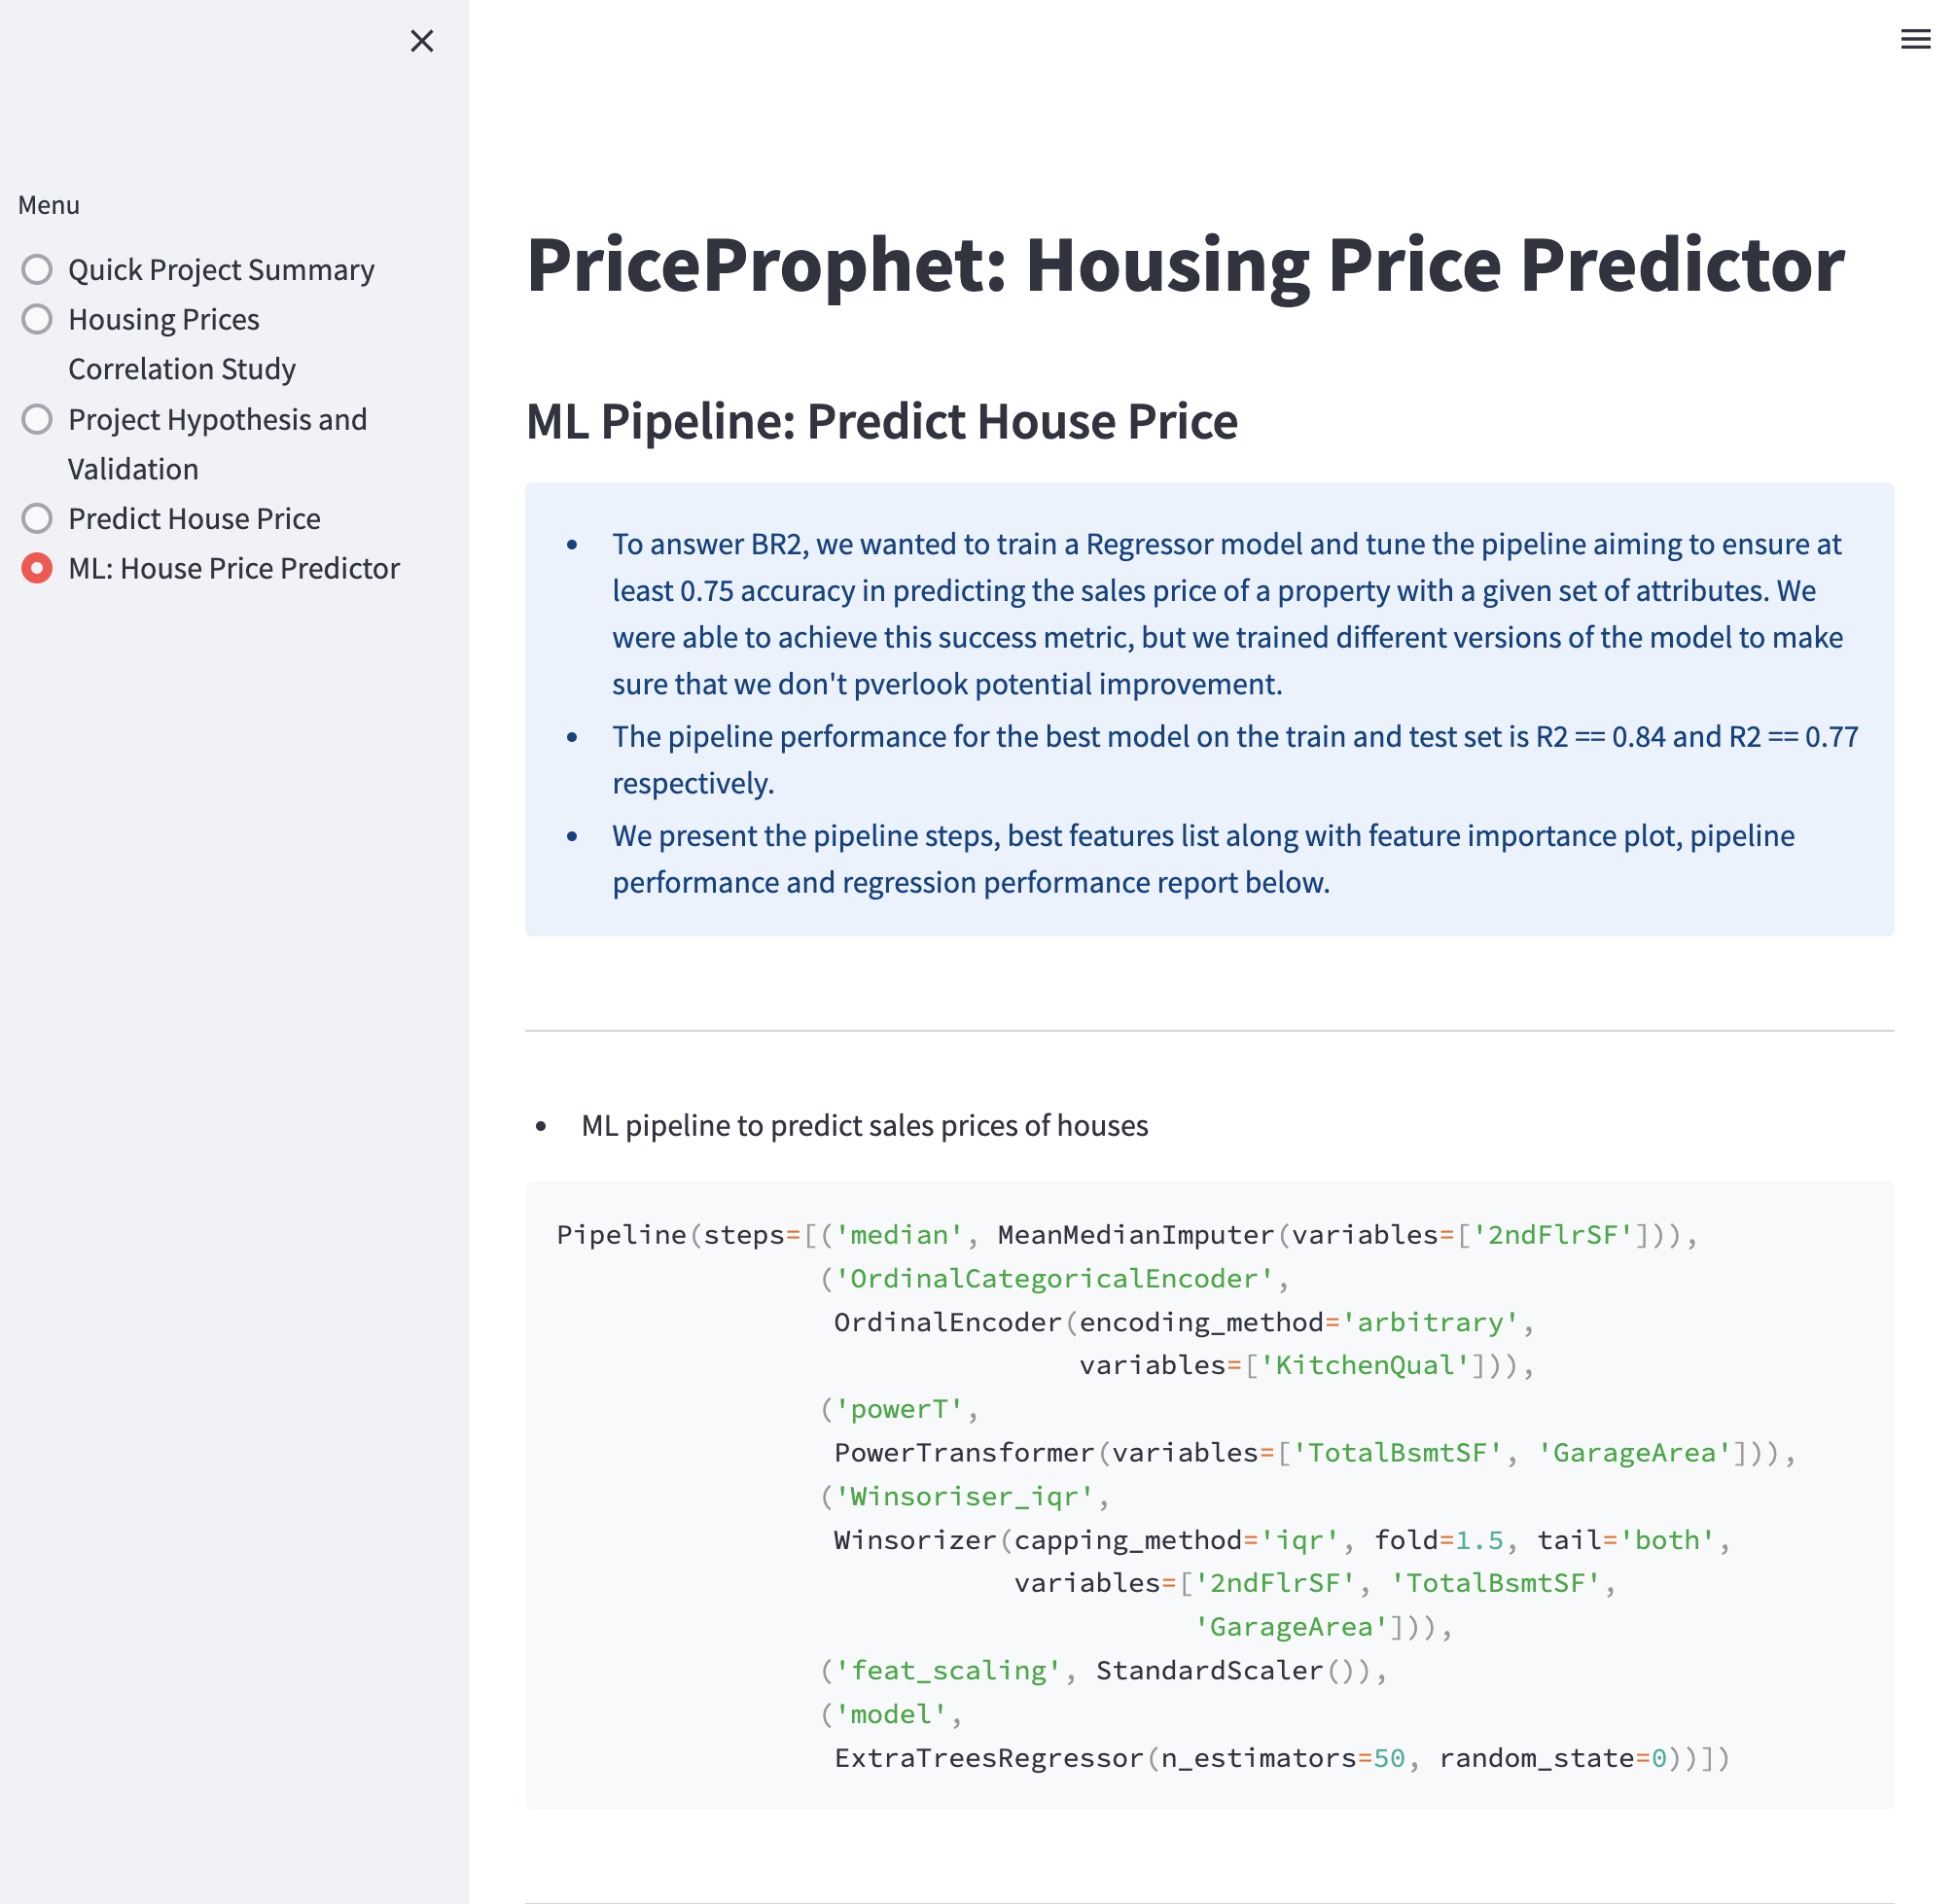 Menu
Quick Project Summary
Housing Prices
Correlation Study
Project Hypothesis and
Validation
Predict House Price
ML: House Price Predictor
PriceProphet: Housing Price Predictor
ML Pipeline: Predict House Price
• To answer BR2, we wanted to train a Regressor model and tune the pipeline aiming to ensure at
least 0.75 accuracy in predicting the sales price of a property with a given set of attributes. We
were able to achieve this success metric, but we trained different versions of the model to make
sure that we don't pverlook potential improvement.
• The pipeline performance for the best model on the train and test set is R2 == 0.84 and R2 == 0.77
respectively.
• We present the pipeline steps, best features list along with feature importance plot, pipeline
performance and regression performance report below.
• ML pipeline to predict sales prices of houses
Pipeline(steps=[('median', MeanMedianImputer(variables=['2ndFlrSF'])),
('OrdinalCategoricalEncoder',
OrdinalEncoder(encoding_method='arbitrary',
variables=['KitchenQual'])),
('powerT',
PowerTransformer(variables=['TotalBsmtSF', 'GarageArea'])),
('Winsoriser_iqr',
Winsorizer(capping_method='iqr', fold=1.5, tail='both',
variables=['2ndFlrSF', 'TotalBsmtSF',
'GarageArea'])),
('feat_scaling', StandardScaler()),
('model',
ExtraTreesRegressor(n_estimators=50, random_state=0))])